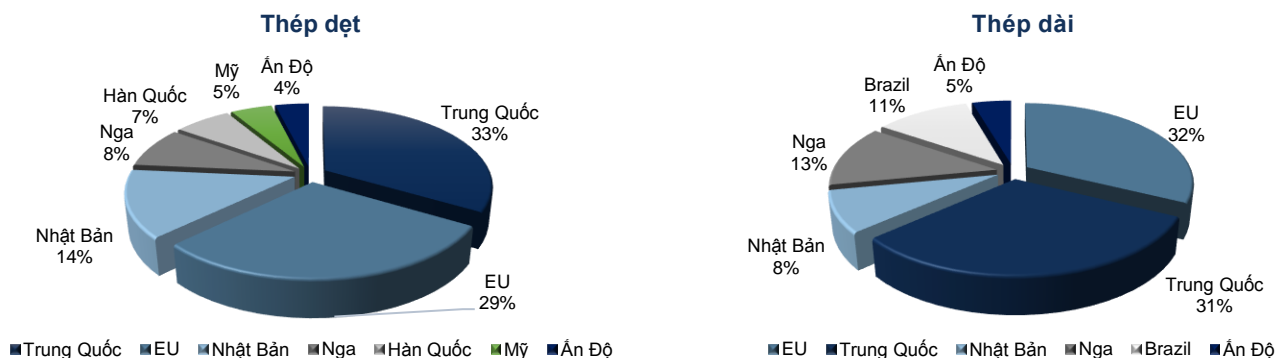 Thép dẹt
Trung Quốc
33%
EU
29%
Nhật Bản
14%
Nga
8%
Hàn Quốc
7%
Mỹ
5%
Ấn Độ
4%
Trung Quốc EU Nhật Bản Nga Hàn Quốc Mỹ Ấn Độ
Thép dài
EU
32%
Trung Quốc
31%
Nhật Bản
8%
Nga
13%
Brazil
11%
Ấn Độ
5%
EU Trung Quốc Nhật Bản Nga Brazil Ấn Độ